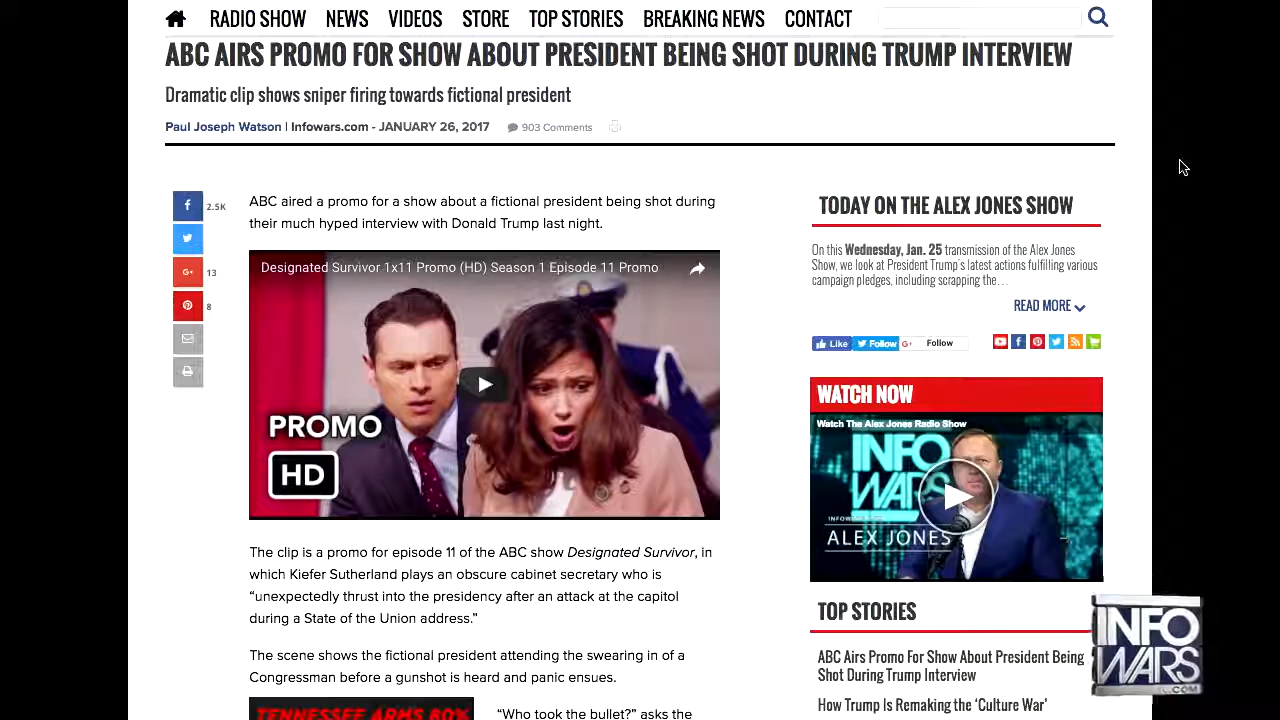 RADIO SHOW NEWS VIDEOS STORE TOP STORIES BREAKING NEWS CONTACT
ABC AIRS PROMO FOR SHOW ABOUT PRESIDENT BEING SHOT DURING TRUMP INTERVIEW
Dramatic clip shows sniper firing towards fictional president
Paul Joseph Watson | Infowars.com - JANUARY 26, 2017 903 Comments
f 2.5K
G+ 13
8
ABC aired a promo for a show about a fictional president being shot during
their much hyped interview with Donald Trump last night.
Designated Survivor 1x11 Promo (HD) Season 1 Episode 11 Promo
PROMO
HD
The clip is a promo for episode 11 of the ABC show Designated Survivor, in
which Kiefer Sutherland plays an obscure cabinet secretary who is
“unexpectedly thrust into the presidency after an attack at the capitol
during a State of the Union address.”
The scene shows the fictional president attending the swearing in of a
Congressman before a gunshot is heard and panic ensues.
TENNESSEE ARMS BOX
“Who took the bullet?” asks the
TODAY ON THE ALEX JONES SHOW
On this Wednesday, Jan. 25 transmission of the Alex Jones
Show, we look at President Trump's latest actions fulfilling various
campaign pledges, including scrapping the…
READ MORE
Like Follow G+ Follow
WATCH NOW
Watch The Alex Jones Radio Show
INFO
WARS
ALEX JONES
TOP STORIES
ABC Airs Promo For Show About President Being
Shot During Trump Interview
How Trump Is Remaking the ‘Culture War’
INFO
WARS
.COM